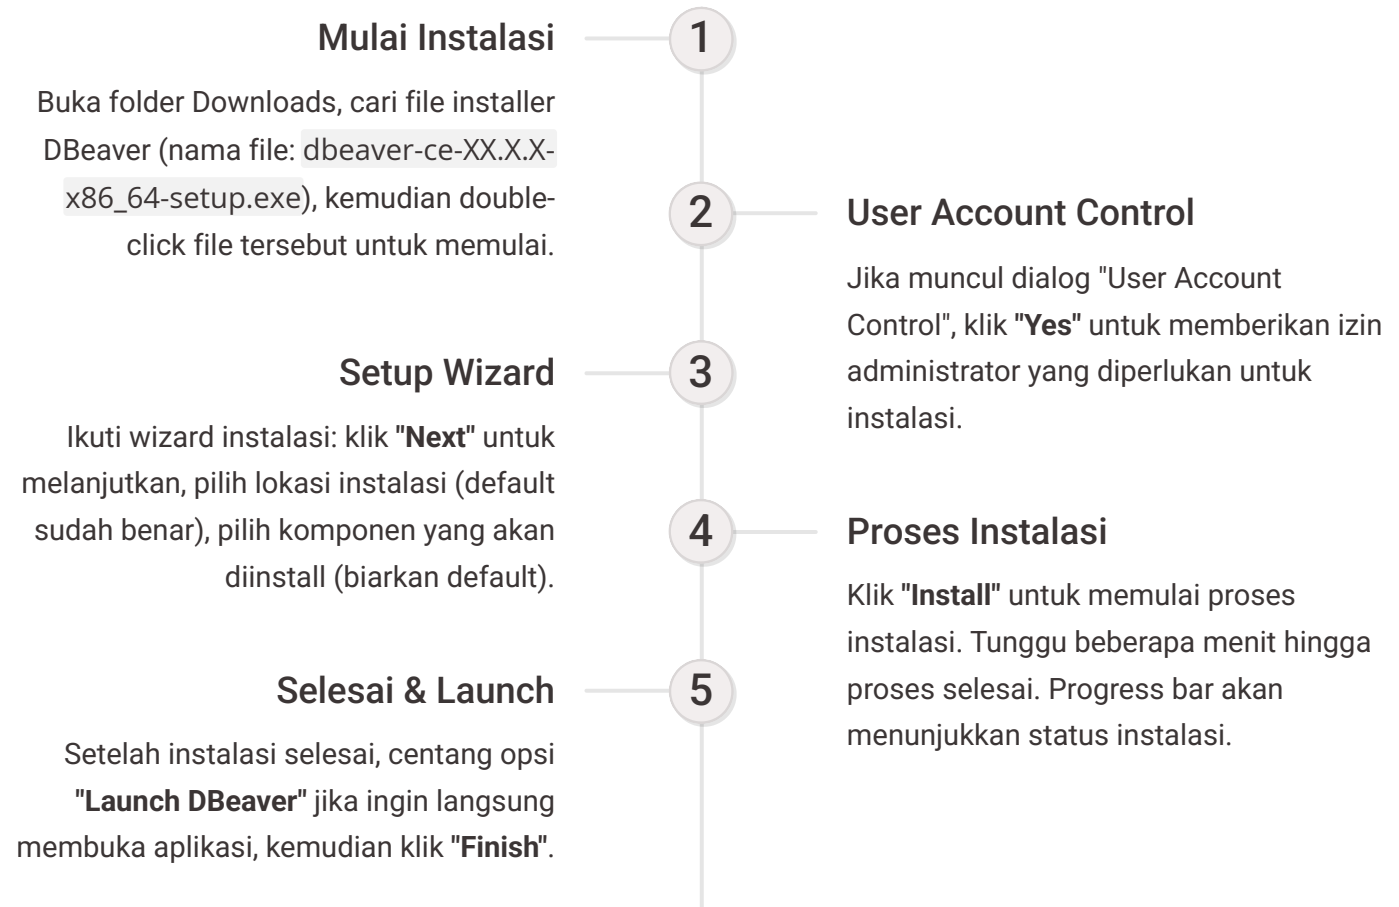 Mulai Instalasi
1
Buka folder Downloads, cari file installer
DBeaver (nama file: dbeaver-ce-XX.X.X-
x86_64-setup.exe), kemudian double-
click file tersebut untuk memulai.
2
User Account Control
Jika muncul dialog "User Account
Control", klik "Yes" untuk memberikan izin
administrator yang diperlukan untuk
instalasi.
Setup Wizard
3
Ikuti wizard instalasi: klik "Next" untuk
melanjutkan, pilih lokasi instalasi (default
sudah benar), pilih komponen yang akan
diinstall (biarkan default).
4
Proses Instalasi
Klik "Install" untuk memulai proses
instalasi. Tunggu beberapa menit hingga
proses selesai. Progress bar akan
menunjukkan status instalasi.
Selesai & Launch
5
Setelah instalasi selesai, centang opsi
"Launch DBeaver" jika ingin langsung
membuka aplikasi, kemudian klik "Finish".